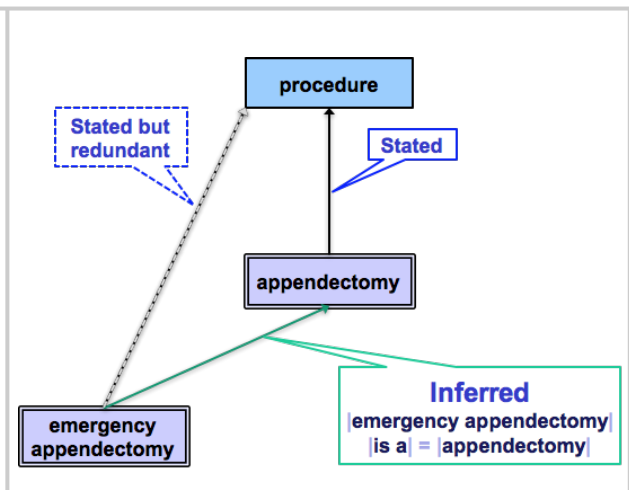 procedure
Stated but
redundant
Stated
appendectomy
Inferred
|emergency appendectomy|
|is a| = |appendectomy|
emergency
appendectomy